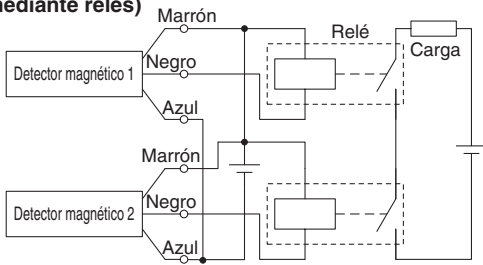 mediante relés)
Marrón
Relé
Carga
Detector magnético 1
Negro
Azul
Marrón
Detector magnético 2
Negro
Azul